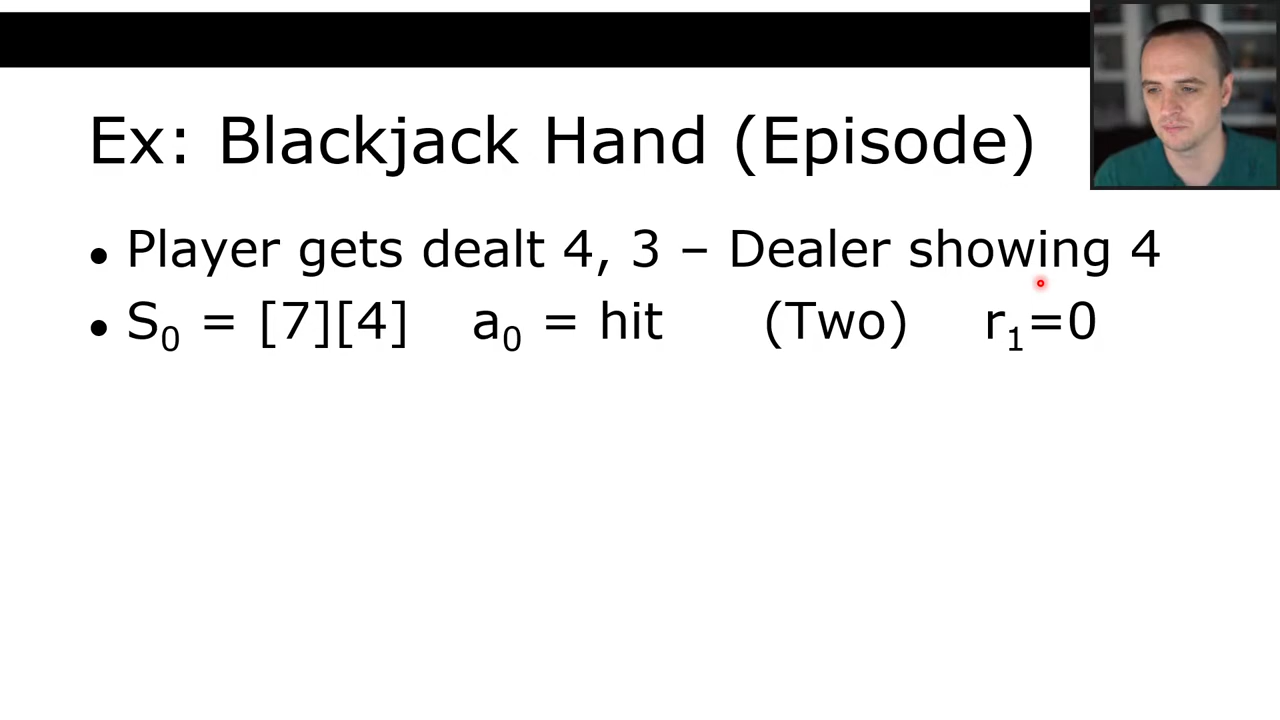 Ex: Blackjack Hand (Episode)
• Player gets dealt 4, 3 – Dealer showing 4
• S₀ = [7][4] a₀ = hit (Two) r₁=0